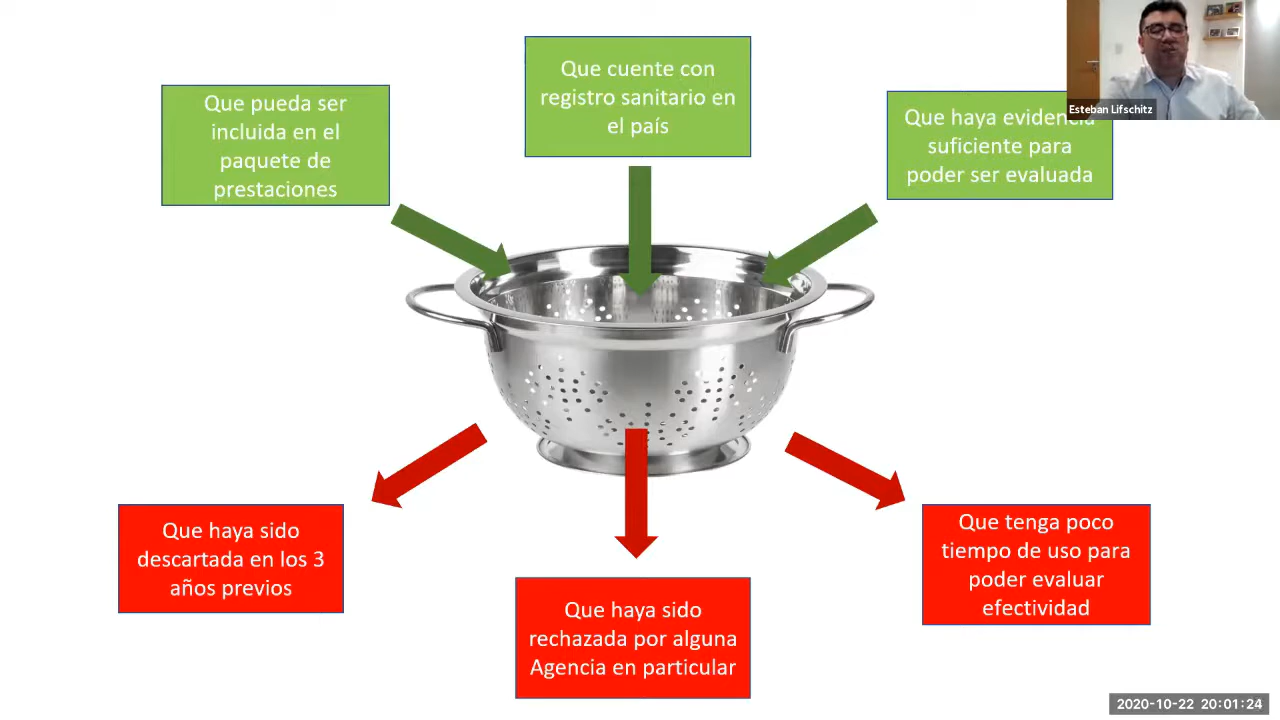 Que cuente con
registro sanitario en
el país
Que pueda ser
incluida en el
paquete de
prestaciones
Esteban Lifschitz
Que haya evidencia
suficiente para
poder ser evaluada
Que haya sido
descartada en los 3
años previos
Que haya sido
rechazada por alguna
Agencia en particular
Que tenga poco
tiempo de uso para
poder evaluar
efectividad
2020-10-22 20:01:24